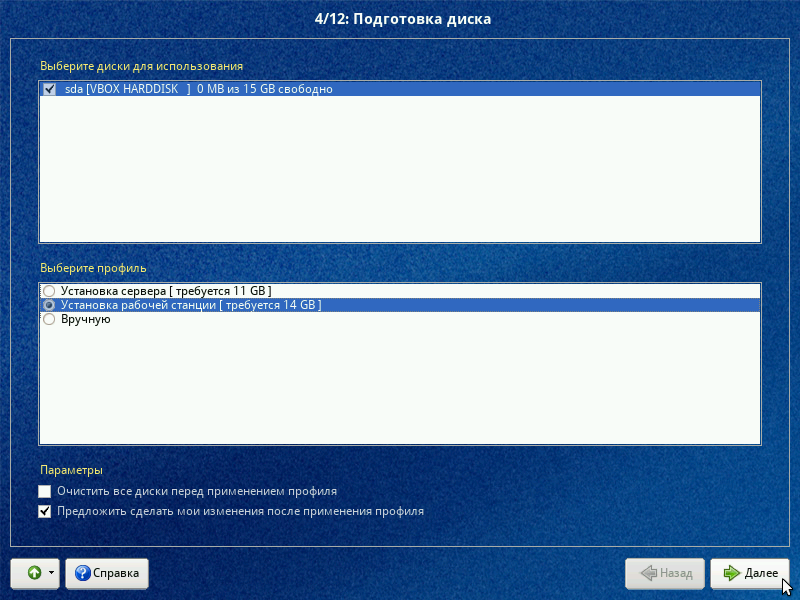 4/12: Подготовка диска
Выберите диски для использования
sda [VBOX HARDDISK   ]  0 MB из 15 GB свободно
Выберите профиль
Установка сервера [ требуется 11 GB ]
Установка рабочей станции [ требуется 14 GB ]
Вручную
Параметры
Очистить все диски перед применением профиля
Предложить сделать мои изменения после применения профиля
Справка
Назад
Далее